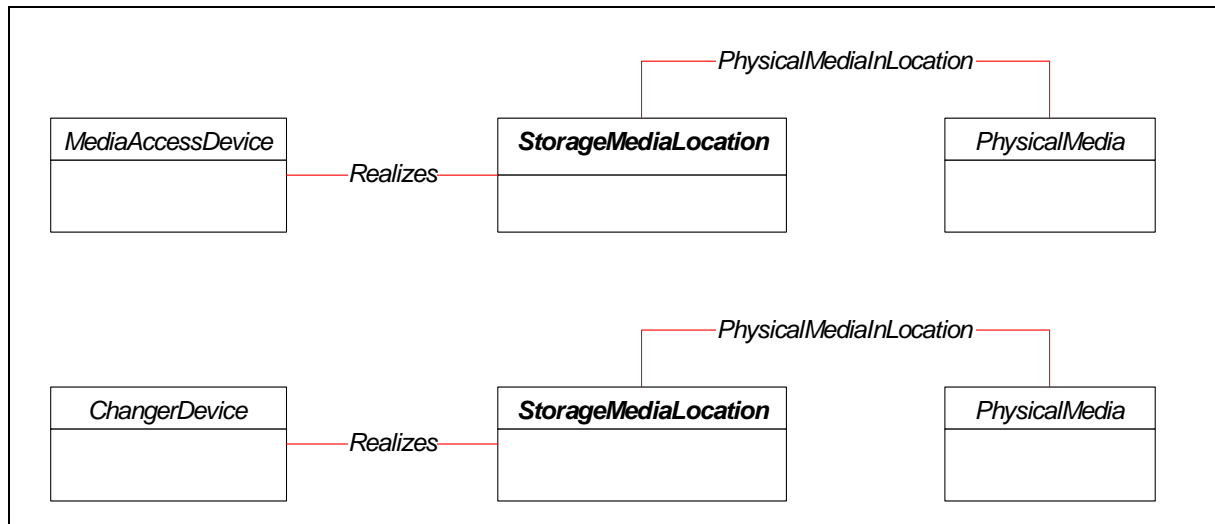 PhysicalMediaInLocation
MediaAccessDevice
StorageMediaLocation
PhysicalMedia
Realizes
PhysicalMediaInLocation
ChangerDevice
StorageMediaLocation
PhysicalMedia
Realizes